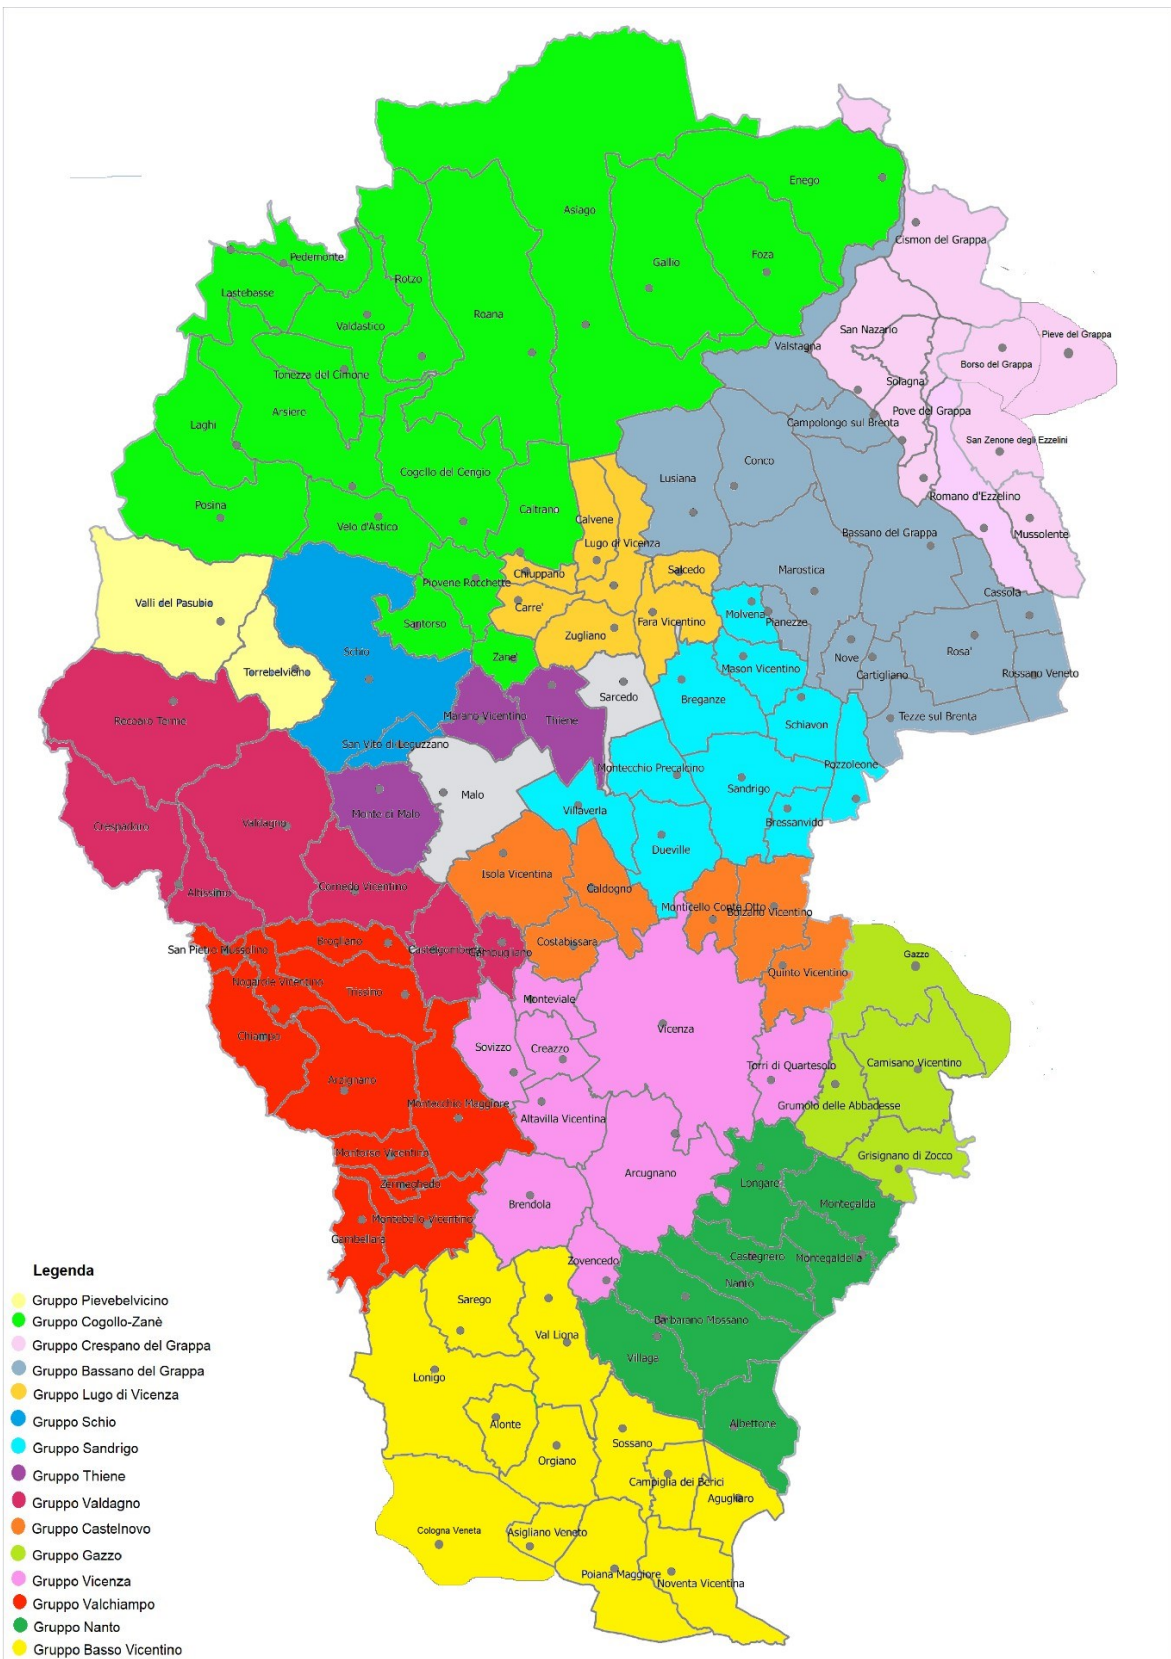 Enego
Asiago
Cismon del Grappa
Foza
Pedemonte
Gallio
Rotzo
Lastebasse
Roana
Valdastico
San Nazario
Pieve del Grappa
Valstagna
Borso del Grappa
Tonezza del Cimone
Solagna
Arsiero
Pove del Grappa
Laghi
Campolongo sul Brenta
San Zenone degli Ezzelini
Conco
Cogollo del Cengio
Lusiana
Romano d'Ezzelino
Posina
Caltrano
Calvene
Velo d'Astico
Bassano del Grappa
Mussolente
Lugo di Vicenza
Salcedo
Marostica
Chiuppano
Piovene Rocchette
Cassola
Valli del Pasubio
Carre'
Molvena
Pianezze
Fara Vicentino
Santorso
Zugliano
Schio
Zane'
Nove
Rosa'
Mason Vicentino
Torrebelvicino
Cartigliano
Rossano Veneto
Sarcedo
Breganze
Marano Vicentino
Recoaro Terme
Thiene
Schiavon
Tezze sul Brenta
San Vito di Leguzzano
Pozzoleone
Montecchio Precalcino
Sandrigo
Malo
Villaverla
Monte di Malo
Bressanvido
Valdagno
Crespadoro
Dueville
Isola Vicentina
Caldogno
Cornedo Vicentino
Altissimo
Monticello Conte Otto
Bolzano Vicentino
Costabissara
Brogliano
San Pietro Mussolino
Castelgomberto
Gazzo
Quinto Vicentino
Nogarole Vicentino
Trissino
Monteviale
Vicenza
Chiampo
Sovizzo
Creazzo
Torri di Quartesolo
Camisano Vicentino
Arzignano
Montecchio Maggiore
Grumolo delle Abbadesse
Altavilla Vicentina
Montorso Vicentino
Grisignano di Zocco
Arcugnano
Zermeghedo
Longare
Brendola
Montegalda
Montebello Vicentino
Gambellara
Castegnero
Montegaldella
Zovencedo
Nanto
Sarego
Barbarano Mossano
Val Liona
Villaga
Lonigo
Alonte
Albettone
Sossano
Orgiano
Campiglia dei Berici
Agugliaro
Cologna Veneta
Asigliano Veneto
Poiana Maggiore
Noventa Vicentina
Legenda
Gruppo Pievebelvicino
Gruppo Cogollo-Zanè
Gruppo Crespano del Grappa
Gruppo Bassano del Grappa
Gruppo Lugo di Vicenza
Gruppo Schio
Gruppo Sandrigo
Gruppo Thiene
Gruppo Valdagno
Gruppo Castelnovo
Gruppo Gazzo
Gruppo Vicenza
Gruppo Valchiampo
Gruppo Nanto
Gruppo Basso Vicentino